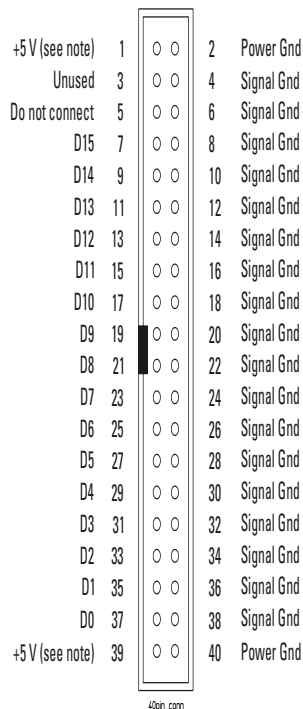 +5 V (see note) 1 2 Power Gnd
Unused 3 4 Signal Gnd
Do not connect 5 6 Signal Gnd
D15 7 8 Signal Gnd
D14 9 10 Signal Gnd
D13 11 12 Signal Gnd
D12 13 14 Signal Gnd
D11 15 16 Signal Gnd
D10 17 18 Signal Gnd
D9 19 20 Signal Gnd
D8 21 22 Signal Gnd
D7 23 24 Signal Gnd
D6 25 26 Signal Gnd
D5 27 28 Signal Gnd
D4 29 30 Signal Gnd
D3 31 32 Signal Gnd
D2 33 34 Signal Gnd
D1 35 36 Signal Gnd
D0 37 38 Signal Gnd
+5 V (see note) 39 40 Power Gnd
40pin_conn